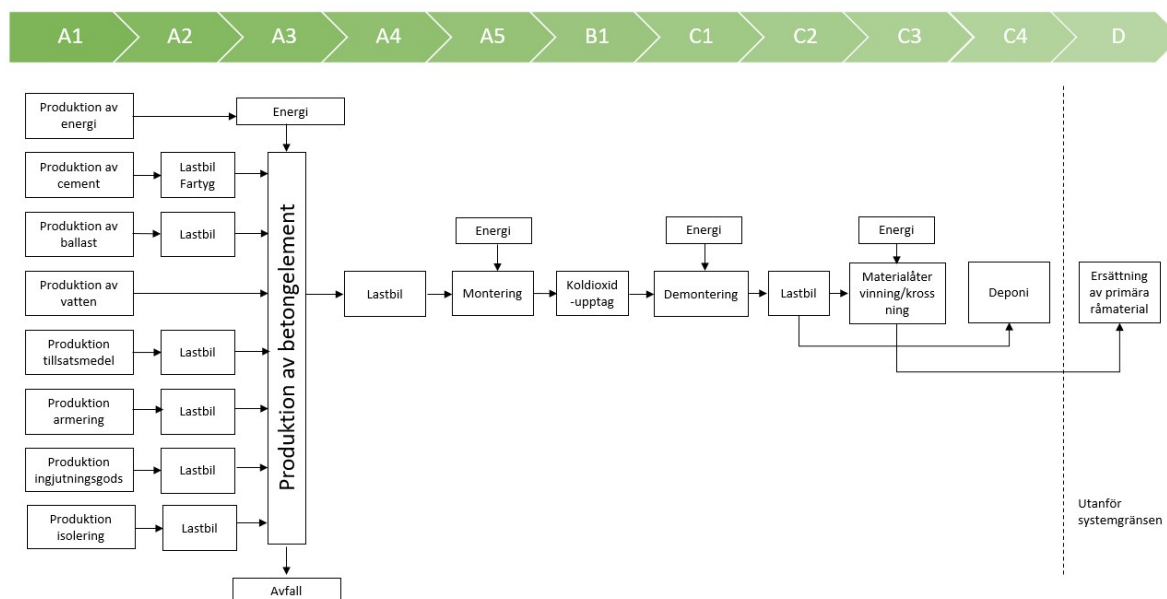 A1
A2
A3
A4
A5
B1
C1
C2
C3
C4
D
Produktion av
energi
Energi
Produktion av
cement
Lastbil
Fartyg
Produktion av
ballast
Lastbil
Produktion av
vatten
Produktion
tillsatsmedel
Lastbil
Produktion
armering
Lastbil
Produktion
ingjutningsgods
Lastbil
Produktion
isolering
Lastbil
Produktion av betongelement
Avfall
Lastbil
Energi
Montering
Koldioxid
-upptag
Energi
Demontering
Lastbil
Energi
Materialåter
vinning/kross
ning
Deponi
Ersättning
av primära
råmaterial
Utanför
systemgränsen